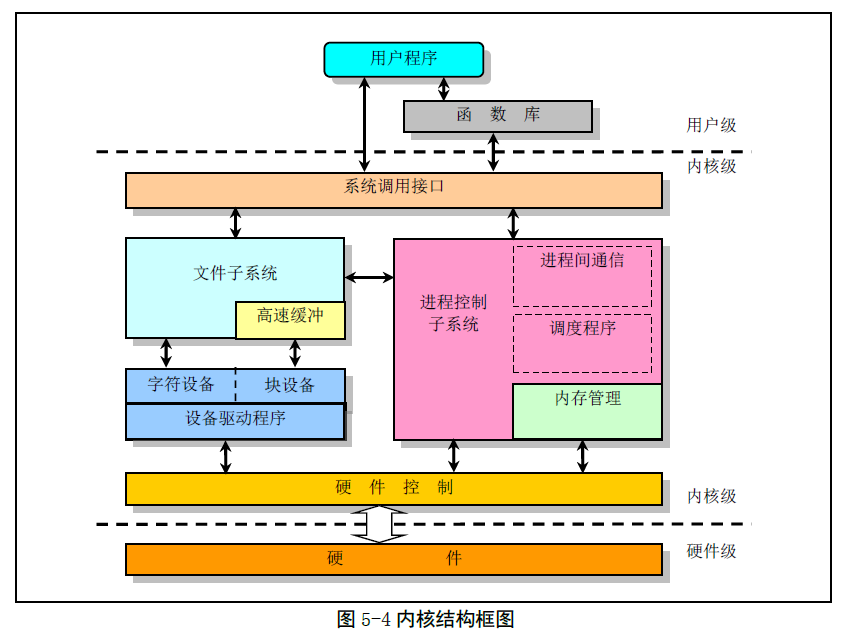 用户程序
函 数 库
用户级
内核级
系统调用接口
文件子系统
高速缓冲
进程控制
子系统
进程间通信
调度程序
内存管理
字符设备
块设备
设备驱动程序
硬 件 控 制
内核级
硬 件
硬件级
图 5-4 内核结构框图